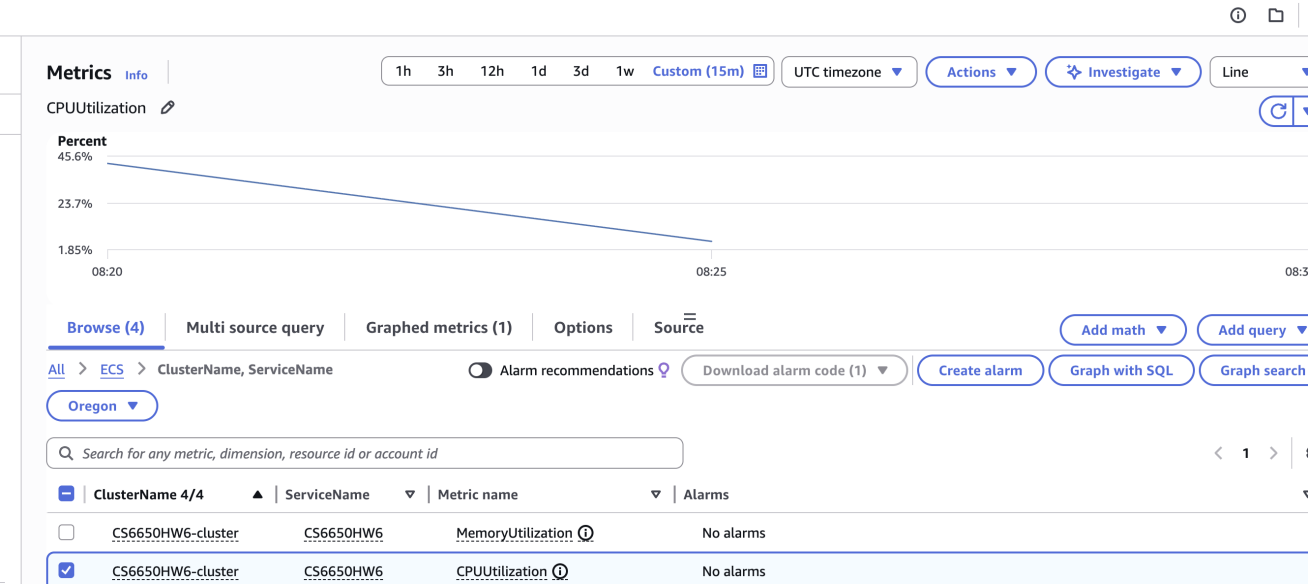 Metrics Info
1h 3h 12h 1d 3d 1w Custom (15m) UTC timezone Actions Investigate Line
CPUUtilization
Percent
45.6%
23.7%
1.85%
08:20 08:25 08:3
Browse (4) Multi source query Graphed metrics (1) Options Source Add math Add query
All ECS ClusterName, ServiceName Alarm recommendations Download alarm code (1) Create alarm Graph with SQL Graph search
Oregon
Search for any metric, dimension, resource id or account id 1
ClusterName 4/4 ServiceName Metric name Alarms
CS6650HW6-cluster CS6650HW6 MemoryUtilization No alarms
CS6650HW6-cluster CS6650HW6 CPUUtilization No alarms